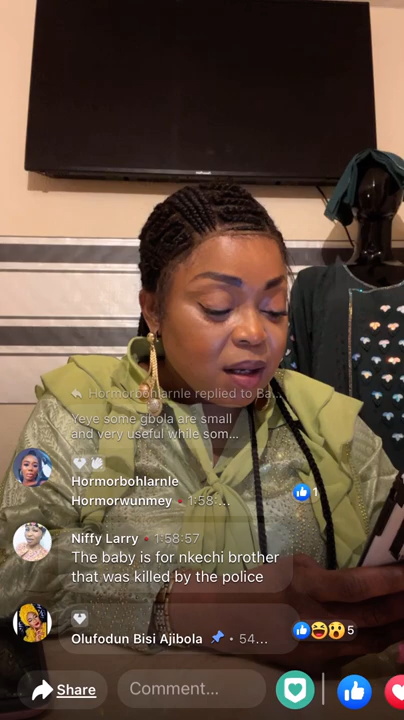 Hormorbohlarnle replied to Ba...
Yeye some gbola are small
and very useful while som...
Hormorbohlarnle
Hormorwunmey • 1:58:...
1
Niffy Larry • 1:58:57
The baby is for nkechi brother
that was killed by the police
Olufodun Bisi Ajibola • 54...
5
Share
Comment...